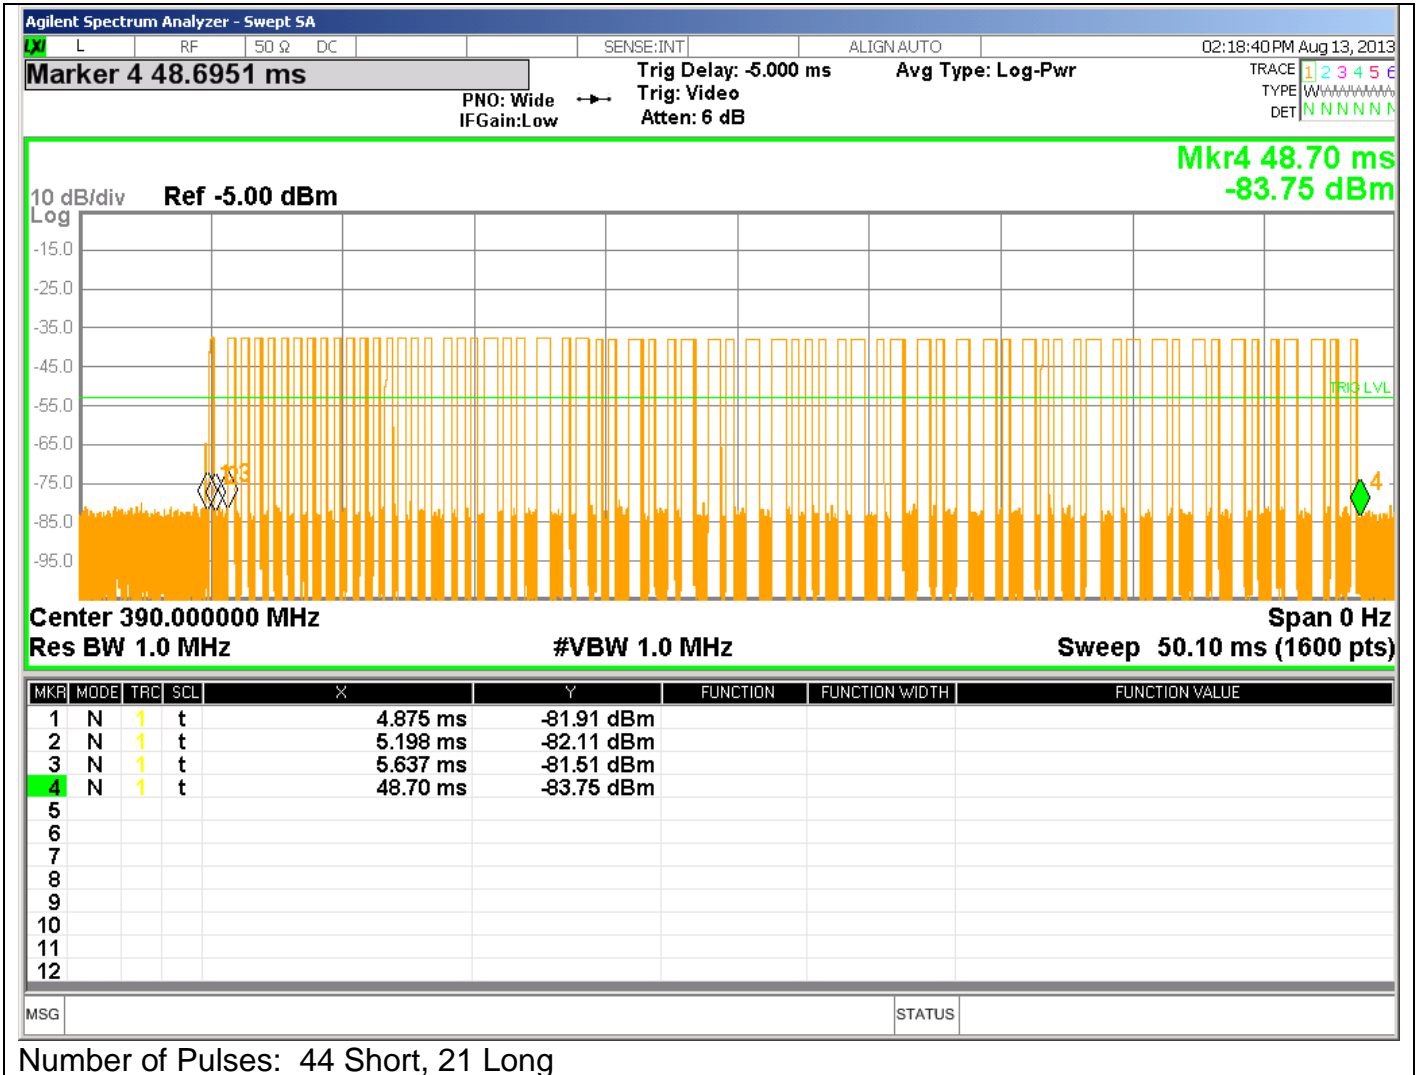 Agilent Spectrum Analyzer - Swept SA
LXI L RF 50 Ω DC SENSE:INT ALIGN AUTO 02:18:40 PM Aug 13, 2013
Marker 4 48.6951 ms
PNO: Wide
IFGain:Low
Trig Delay: -5.000 ms
Trig: Video
Atten: 6 dB
Avg Type: Log-Pwr
TRACE 1 2 3 4 5 6
TYPE
DET N N N N N N
Mkr4 48.70 ms
-83.75 dBm
10 dB/div Ref -5.00 dBm
Log
-15.0
-25.0
-35.0
-45.0
-55.0
-65.0
-75.0
-85.0
-95.0
TRIG LVL
3
4
Center 390.000000 MHz Span 0 Hz
Res BW 1.0 MHz #VBW 1.0 MHz Sweep 50.10 ms (1600 pts)
MKR MODE TRC SCL X Y FUNCTION FUNCTION WIDTH FUNCTION VALUE
1 N 1 t 4.875 ms -81.91 dBm
2 N 1 t 5.198 ms -82.11 dBm
3 N 1 t 5.637 ms -81.51 dBm
4 N 1 t 48.70 ms -83.75 dBm
5
6
7
8
9
10
11
12
MSG STATUS
Number of Pulses: 44 Short, 21 Long